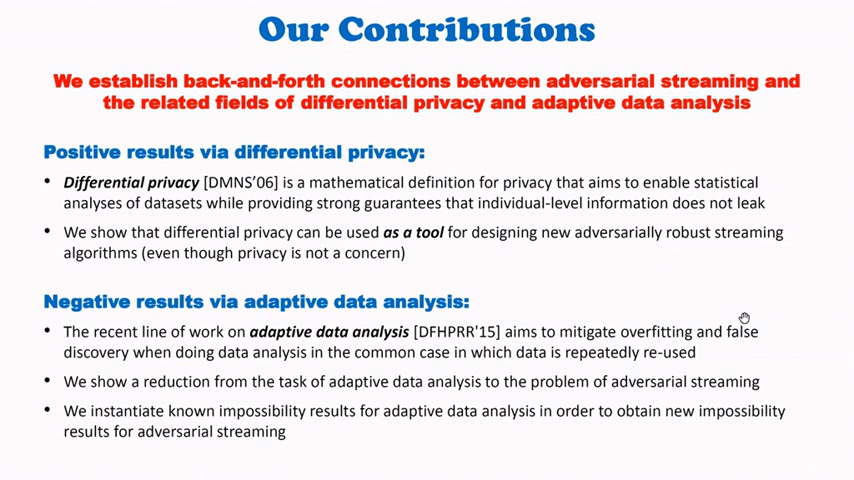 Our Contributions
We establish back-and-forth connections between adversarial streaming and
the related fields of differential privacy and adaptive data analysis
Positive results via differential privacy:
• Differential privacy [DMNS'06] is a mathematical definition for privacy that aims to enable statistical
analyses of datasets while providing strong guarantees that individual-level information does not leak
• We show that differential privacy can be used as a tool for designing new adversarially robust streaming
algorithms (even though privacy is not a concern)
Negative results via adaptive data analysis:
• The recent line of work on adaptive data analysis [DFHPRR'15] aims to mitigate overfitting and false
discovery when doing data analysis in the common case in which data is repeatedly re-used
• We show a reduction from the task of adaptive data analysis to the problem of adversarial streaming
• We instantiate known impossibility results for adaptive data analysis in order to obtain new impossibility
results for adversarial streaming